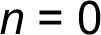 n = 0